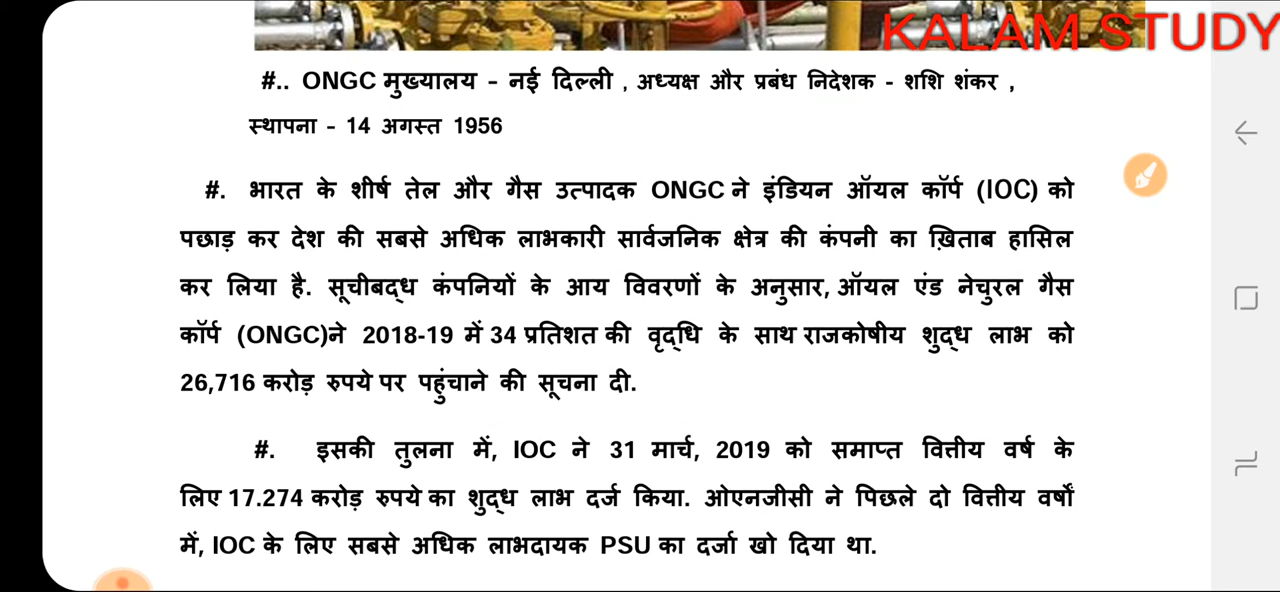 KALAM STUDY
#.. ONGC मुख्यालय - नई दिल्ली , अध्यक्ष और प्रबंध निदेशक - शशि शंकर ,
स्थापना - 14 अगस्त 1956
#. भारत के शीर्ष तेल और गैस उत्पादक ONGC ने इंडियन ऑयल कॉर्प (IOC) को
पछाड़ कर देश की सबसे अधिक लाभकारी सार्वजनिक क्षेत्र की कंपनी का ख़िताब हासिल
कर लिया है. सूचीबद्ध कंपनियों के आय विवरणों के अनुसार, ऑयल एंड नेचुरल गैस
कॉर्प (ONGC)ने 2018-19 में 34 प्रतिशत की वृद्धि के साथ राजकोषीय शुद्ध लाभ को
26,716 करोड़ रुपये पर पहुंचाने की सूचना दी.
#. इसकी तुलना में, IOC ने 31 मार्च, 2019 को समाप्त वित्तीय वर्ष के
लिए 17.274 करोड़ रुपये का शुद्ध लाभ दर्ज किया. ओएनजीसी ने पिछले दो वित्तीय वर्षों
में, IOC के लिए सबसे अधिक लाभदायक PSU का दर्जा खो दिया था.